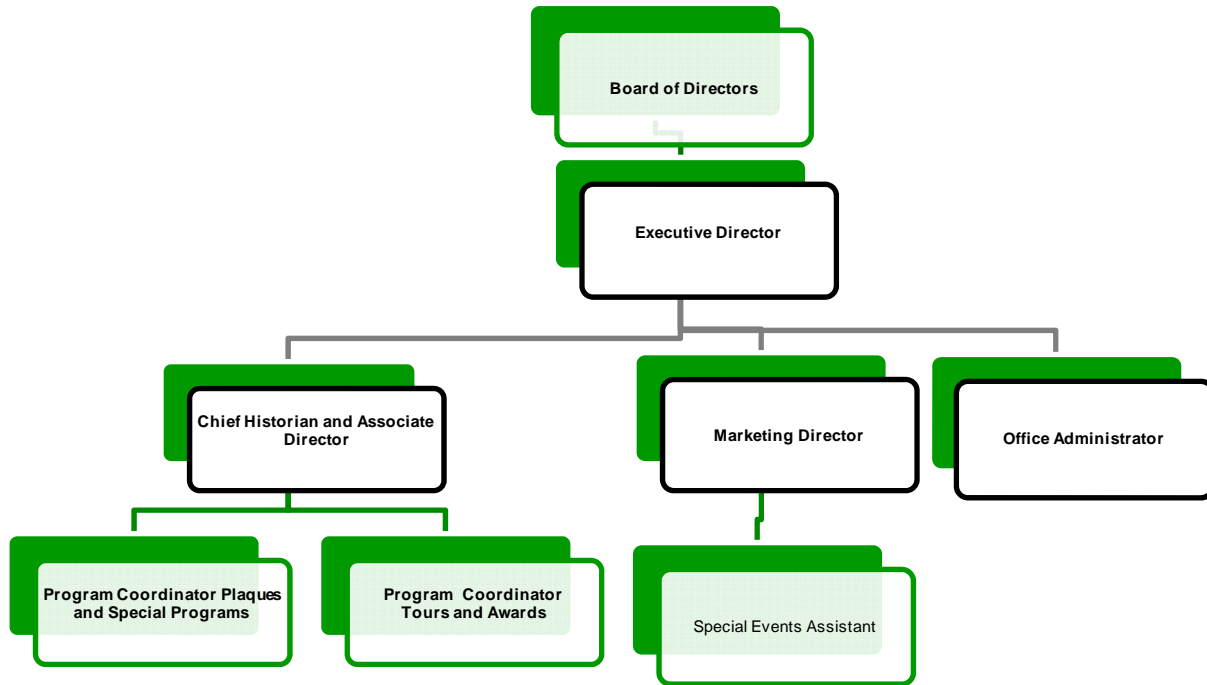 Board of Directors
Executive Director
Chief Historian and Associate
Director
Marketing Director
Office Administrator
Program Coordinator Plaques
and Special Programs
Program Coordinator
Tours and Awards
Special Events Assistant